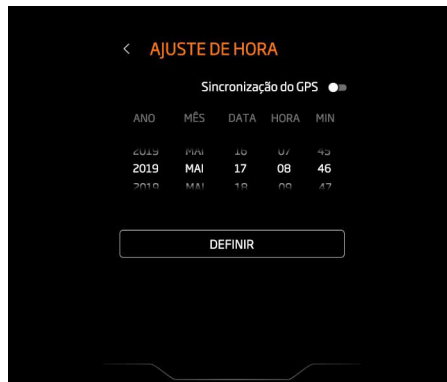 < AJUSTE DE HORA
Sincronização do GPS
ANO MÊS DATA HORA MIN
2019 MAI 16 07 45
2019 MAI 17 08 46
2019 MAI 18 09 47
DEFINIR